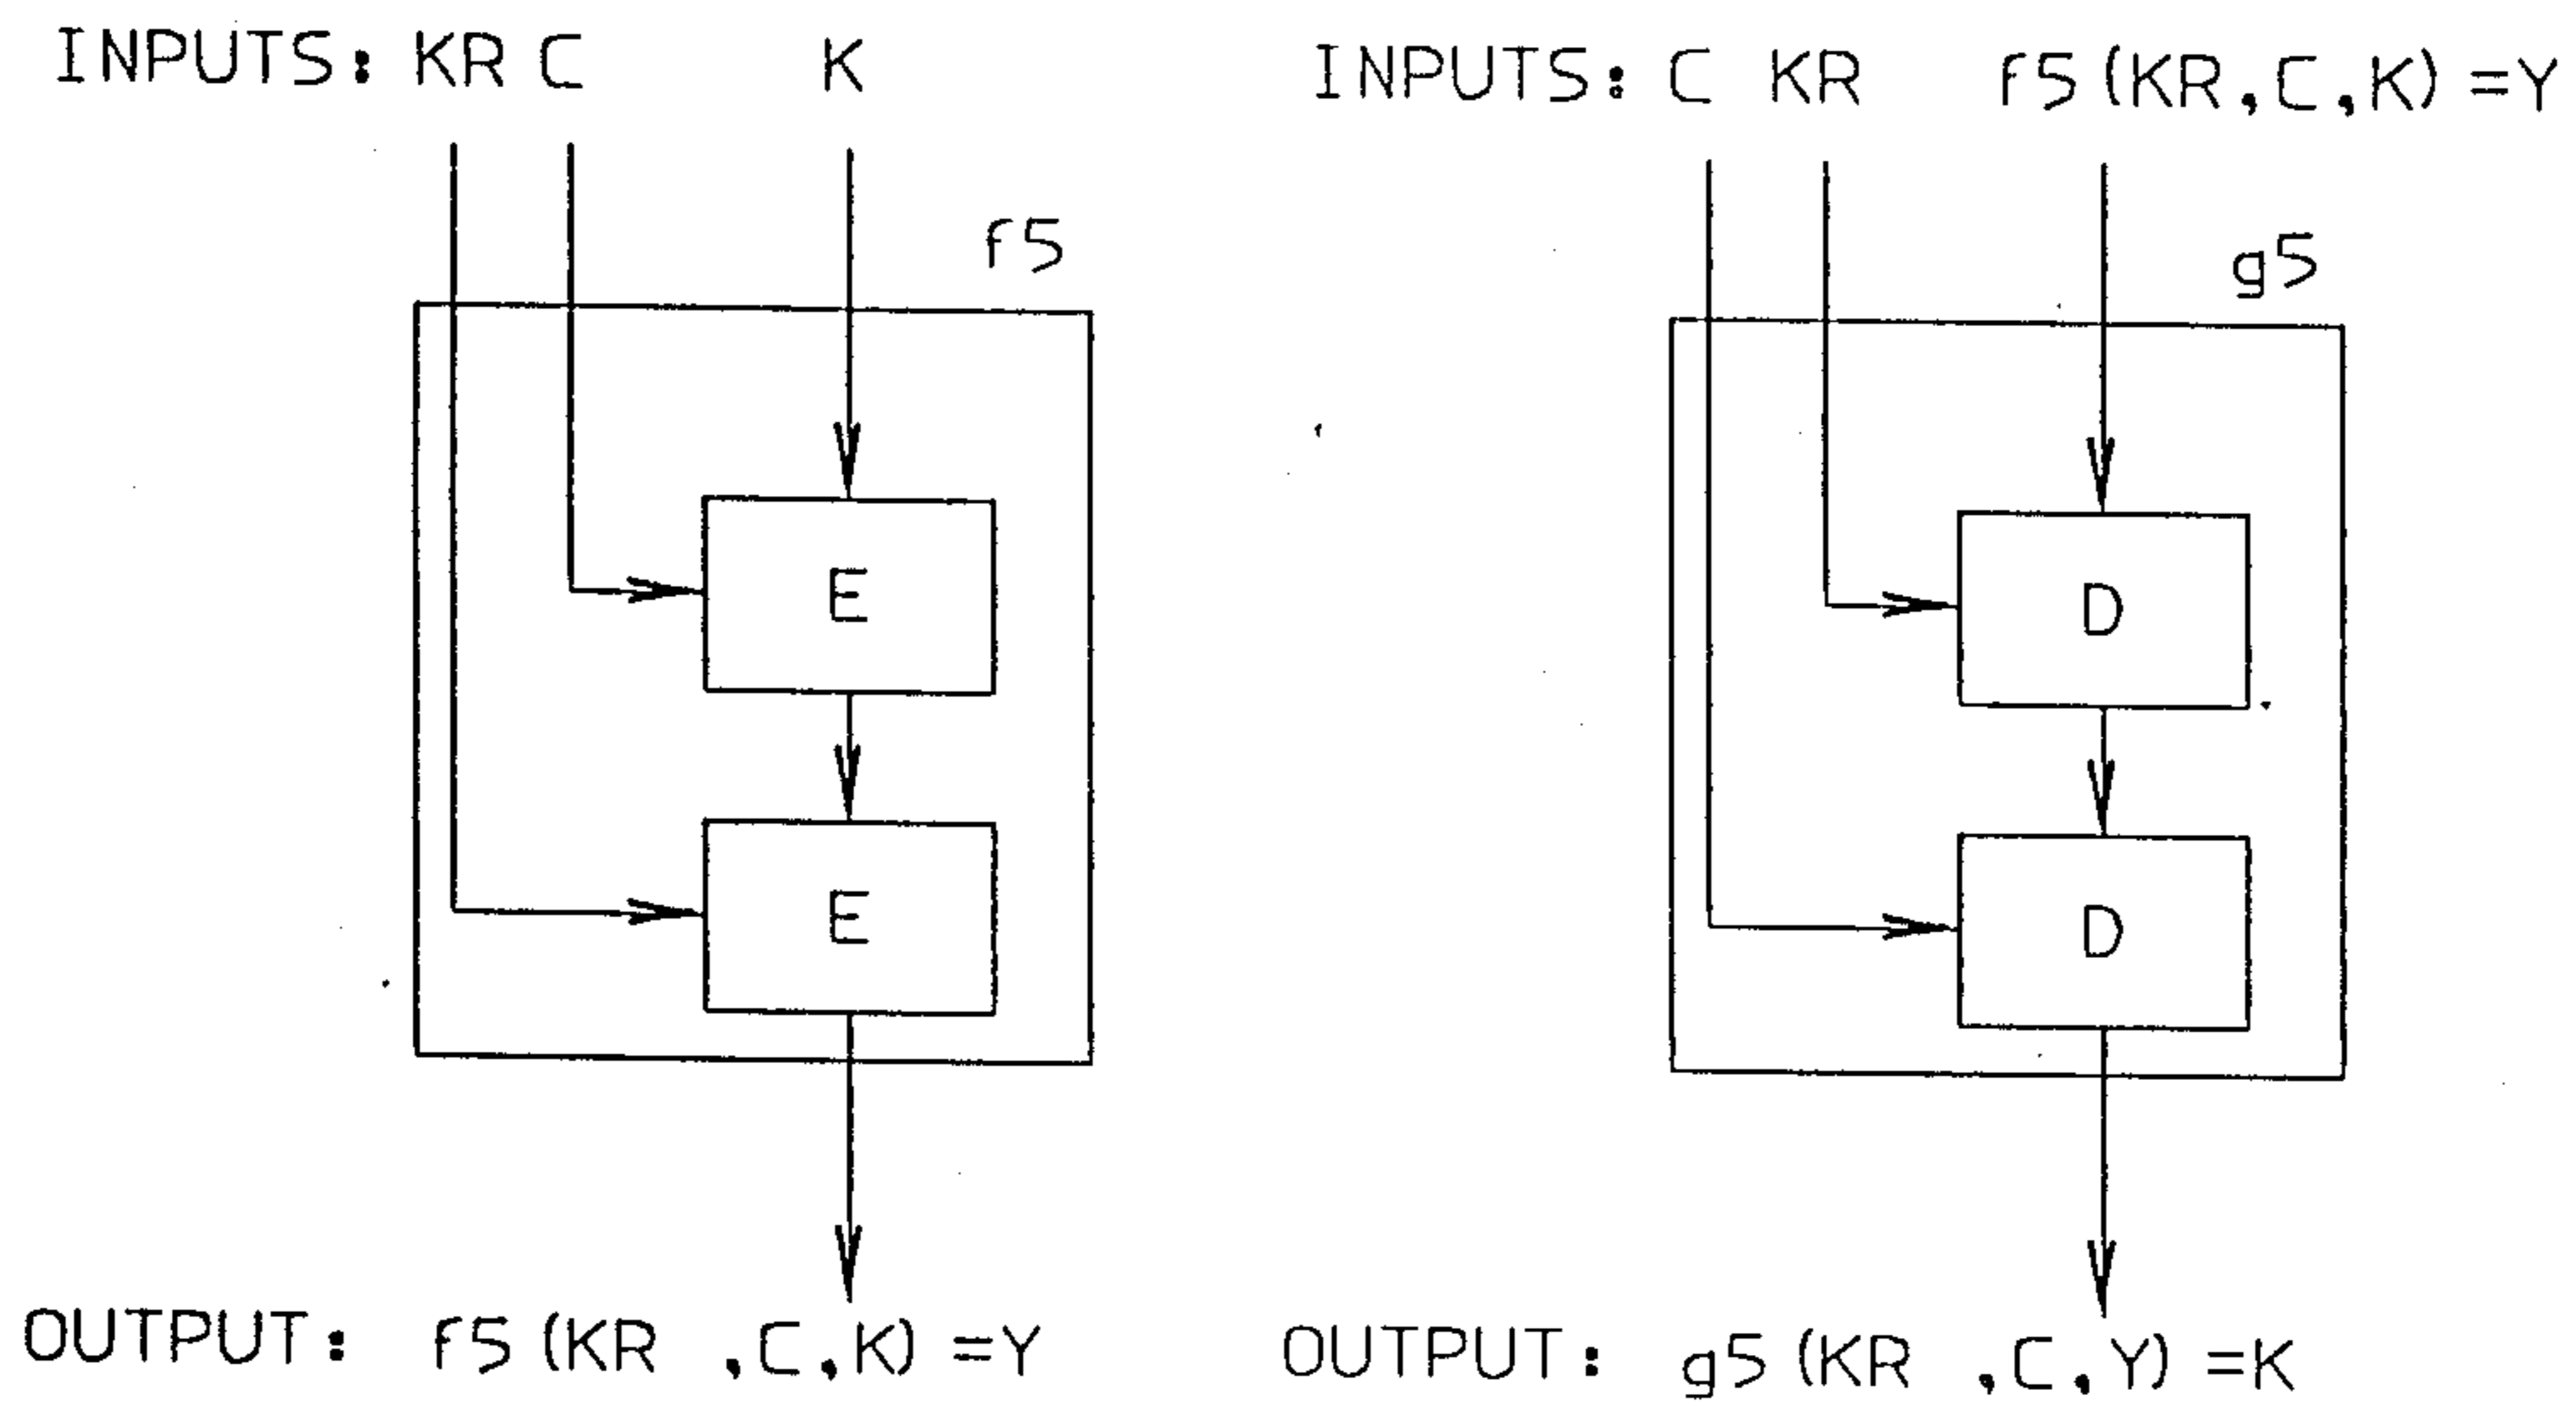 INPUTS: KR C K
f5
E
E
OUTPUT: f5 (KR ,C,K) =Y
INPUTS: C KR f5 (KR,C,K) =Y
g5
D
D
OUTPUT: g5 (KR ,C,Y) =K